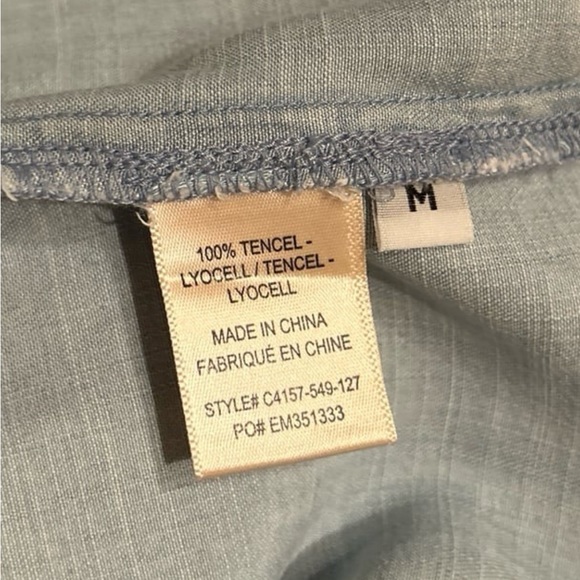 M
100% TENCEL -
LYOCELL / TENCEL -
LYOCELL
MADE IN CHINA
FABRIQUÉ EN CHINE
STYLE# C4157-549-127
PO# EM351333